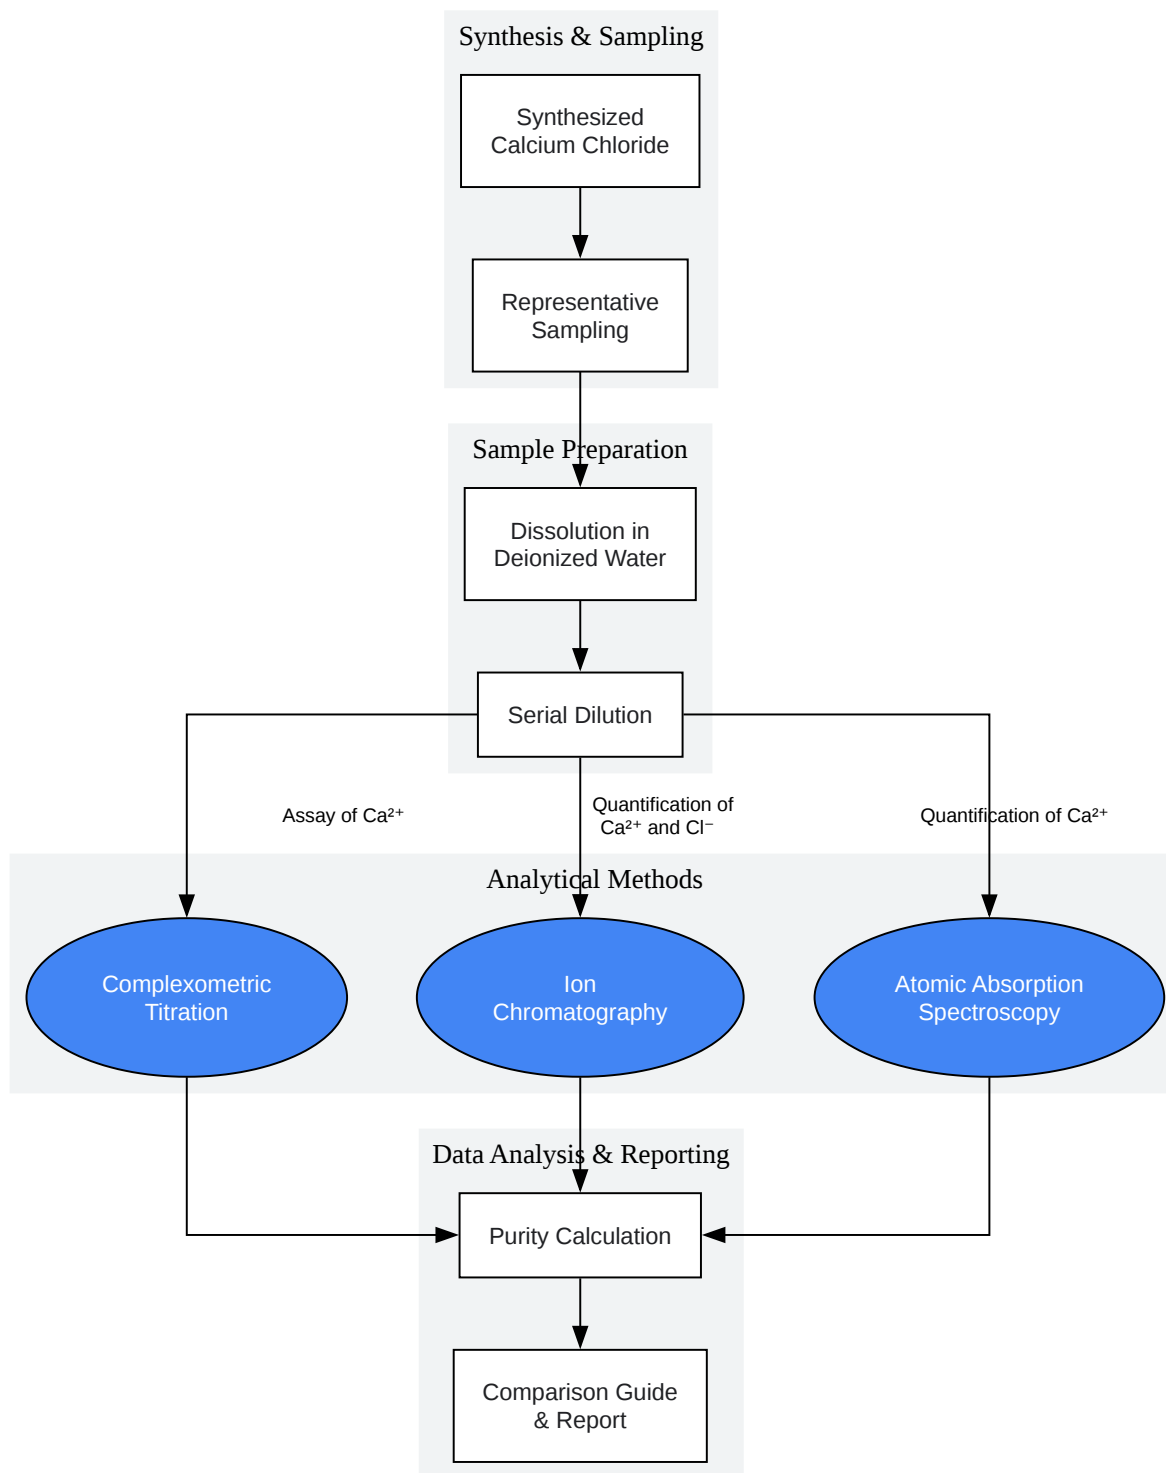 Synthesis & Sampling
Synthesized
Calcium Chloride
Representative
Sampling
Sample Preparation
Dissolution in
Deionized Water
Serial Dilution
Assay of Ca²⁺
Quantification of
Ca²⁺ and Cl⁻
Quantification of Ca²⁺
Analytical Methods
Complexometric
Titration
Ion
Chromatography
Atomic Absorption
Spectroscopy
Data Analysis & Reporting
Purity Calculation
Comparison Guide
& Report